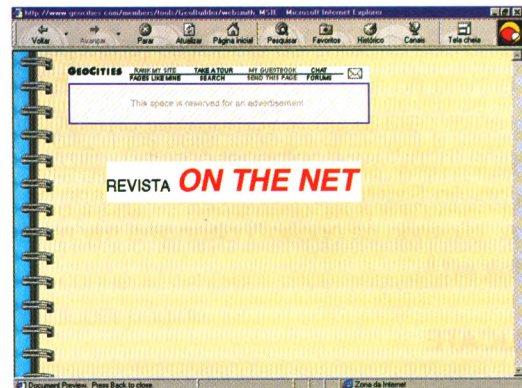 http://www.geocities.com/members/tools/GeoBuilder/websauth_MSIE - Microsoft Internet Explorer
Voltar Avançar Parar Atualizar Página inicial Pesquisar Favoritos Histórico Canais Tela cheia
GEOCITIES RANK MY SITE TAKE A TOUR MY GUESTBOOK CHAT
PAGES LIKE MINE SEARCH SEND THIS PAGE FORUMS
This space is reserved for an advertisement
REVISTA ON THE NET
Document Preview. Press Back to close. Zona da Internet